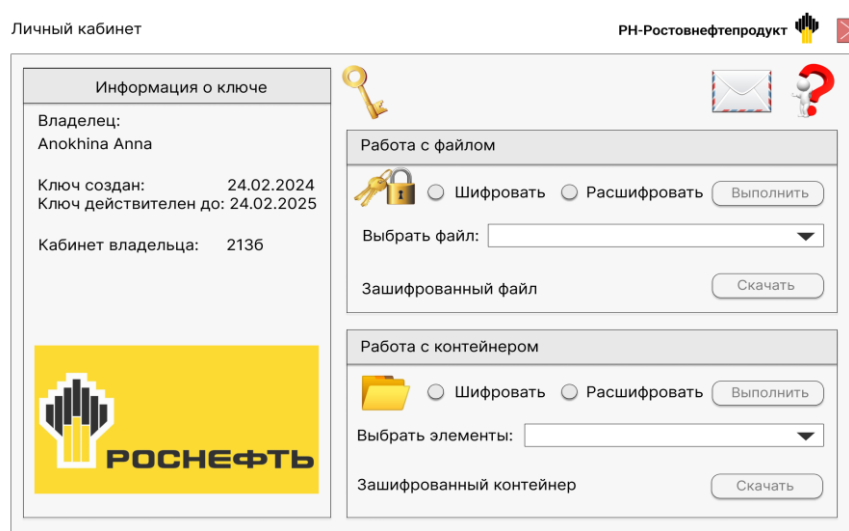 Личный кабинет
РН-Ростовнефтепродукт
Информация о ключе
Владелец:
Anokhina Anna
Ключ создан: 24.02.2024
Ключ действителен до: 24.02.2025
Кабинет владельца: 213б
РОСНЕФТЬ
Работа с файлом
Шифровать Расшифровать Выполнить
Выбрать файл:
Зашифрованный файл Скачать
Работа с контейнером
Шифровать Расшифровать Выполнить
Выбрать элементы:
Зашифрованный контейнер Скачать